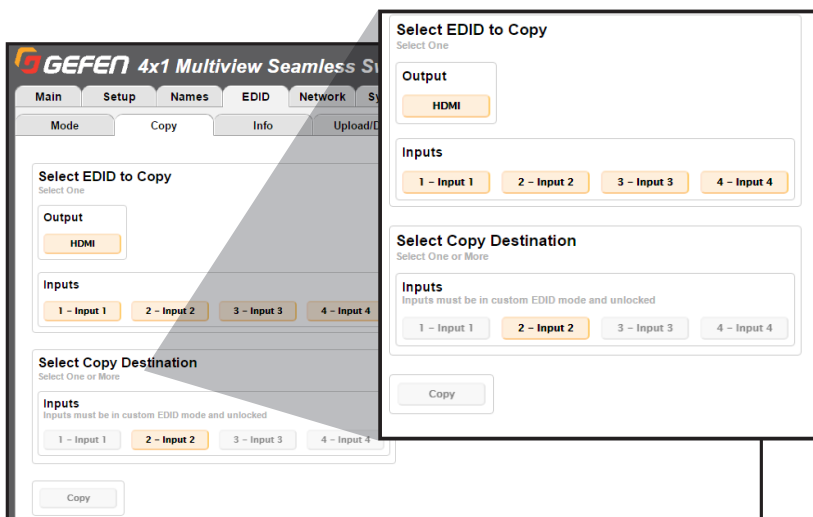 GEFEN 4x1 Multiview Seamless
Main Setup Names EDID Network
Mode Copy Info
Select EDID to Copy
Select One
Output
HDMI
Inputs
1 – Input 1 2 – Input 2 3 – Input 3 4 – Input 4
Select Copy Destination
Select One or More
Inputs
Inputs must be in custom EDID mode and unlocked
1 – Input 1 2 – Input 2 3 – Input 3 4 – Input 4
Copy
Select EDID to Copy
Select One
Output
HDMI
Inputs
1 – Input 1 2 – Input 2 3 – Input 3 4 – Input 4
Select Copy Destination
Select One or More
Inputs
Inputs must be in custom EDID mode and unlocked
1 – Input 1 2 – Input 2 3 – Input 3 4 – Input 4
Copy